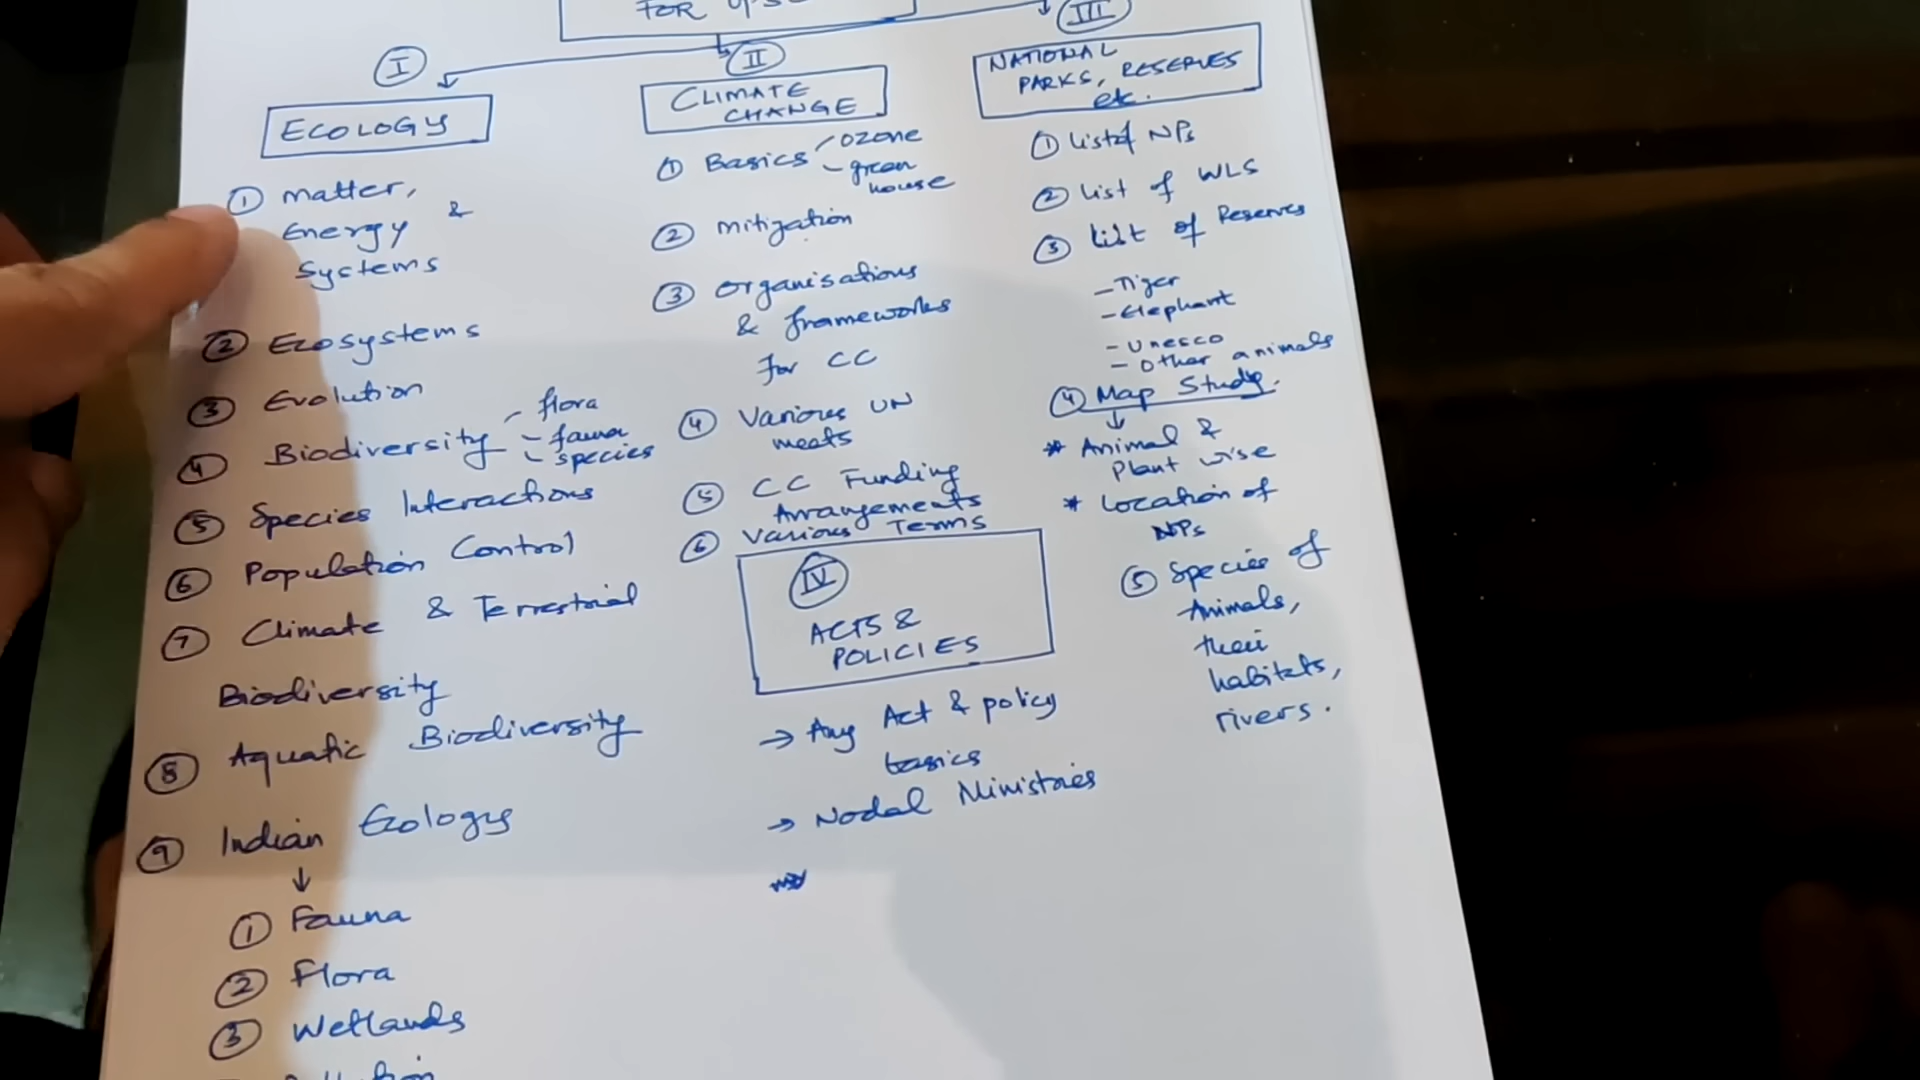 FOR UPSC
I
ECOLOGY
① Matter,
Energy &
Systems
② Ecosystems
③ Evolution
④ Biodiversity - flora
- fauna
- species
⑤ Species Interactions
⑥ Population Control
⑦ Climate & Terrestrial
Biodiversity
⑧ Aquatic Biodiversity
⑨ Indian Ecology
↓
① Fauna
② Flora
③ Wetlands
II
CLIMATE
CHANGE
① Basics - ozone
- green
house
② Mitigation
③ Organisations
& frameworks
for CC
④ Various UN
meets
⑤ CC Funding
Arrangements
⑥ Various Terms
IV
ACTS &
POLICIES
→ Any Act & policy
basics
→ Nodal Ministries
III
NATIONAL
PARKS, RESERVES
etc.
① List of NPs
② List of WLS
③ List of Reserves
- Tiger
- Elephant
- Unesco
- Other animals
④ Map Study.
↓
* Animal &
Plant wise
* Location of
NPs
⑤ Species of
Animals,
their
habitats,
rivers.